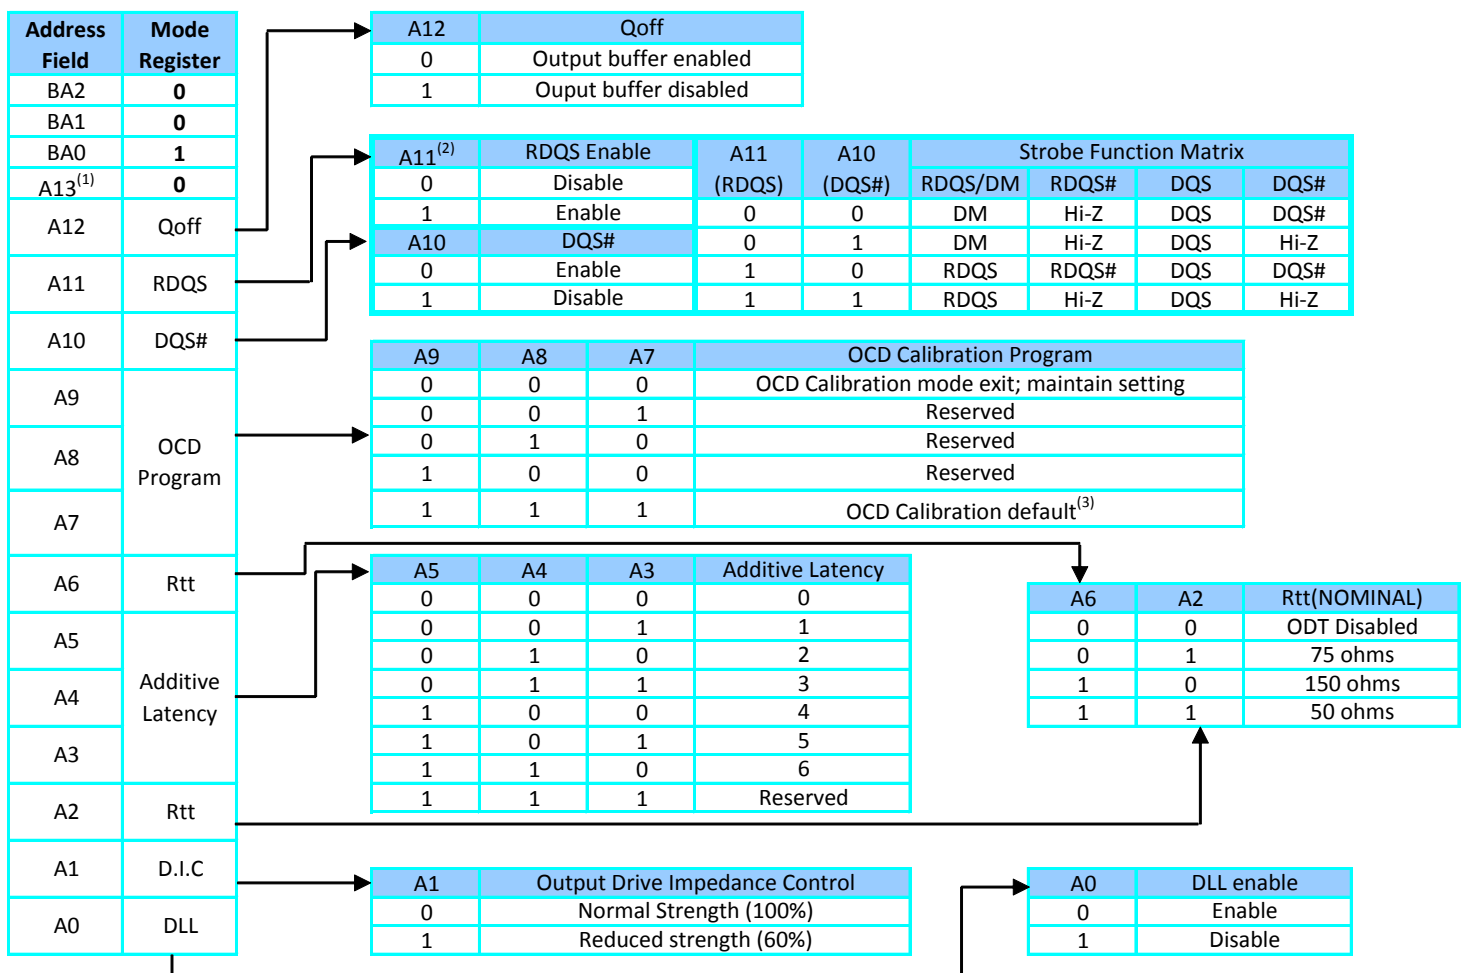 Address Field Mode Register
BA2 0
BA1 0
BA0 1
A13(1) 0
A12 Qoff
A11 RDQS
A10 DQS#
A9
A8
A7
OCD Program
A6 Rtt
A5
A4
A3
Additive Latency
A2 Rtt
A1 D.I.C
A0 DLL
A12 Qoff
0 Output buffer enabled
1 Ouput buffer disabled
A11(2) RDQS Enable
0 Disable
1 Enable
A10 DQS#
0 Enable
1 Disable
A11 (RDQS) A10 (DQS#) Strobe Function Matrix
RDQS/DM RDQS# DQS DQS#
0 0 DM Hi-Z DQS DQS#
0 1 DM Hi-Z DQS Hi-Z
1 0 RDQS RDQS# DQS DQS#
1 1 RDQS Hi-Z DQS Hi-Z
A9 A8 A7 OCD Calibration Program
0 0 0 OCD Calibration mode exit; maintain setting
0 0 1 Reserved
0 1 0 Reserved
1 0 0 Reserved
1 1 1 OCD Calibration default(3)
A5 A4 A3 Additive Latency
0 0 0 0
0 0 1 1
0 1 0 2
0 1 1 3
1 0 0 4
1 0 1 5
1 1 0 6
1 1 1 Reserved
A6 A2 Rtt(NOMINAL)
0 0 ODT Disabled
0 1 75 ohms
1 0 150 ohms
1 1 50 ohms
A1 Output Drive Impedance Control
0 Normal Strength (100%)
1 Reduced strength (60%)
A0 DLL enable
0 Enable
1 Disable